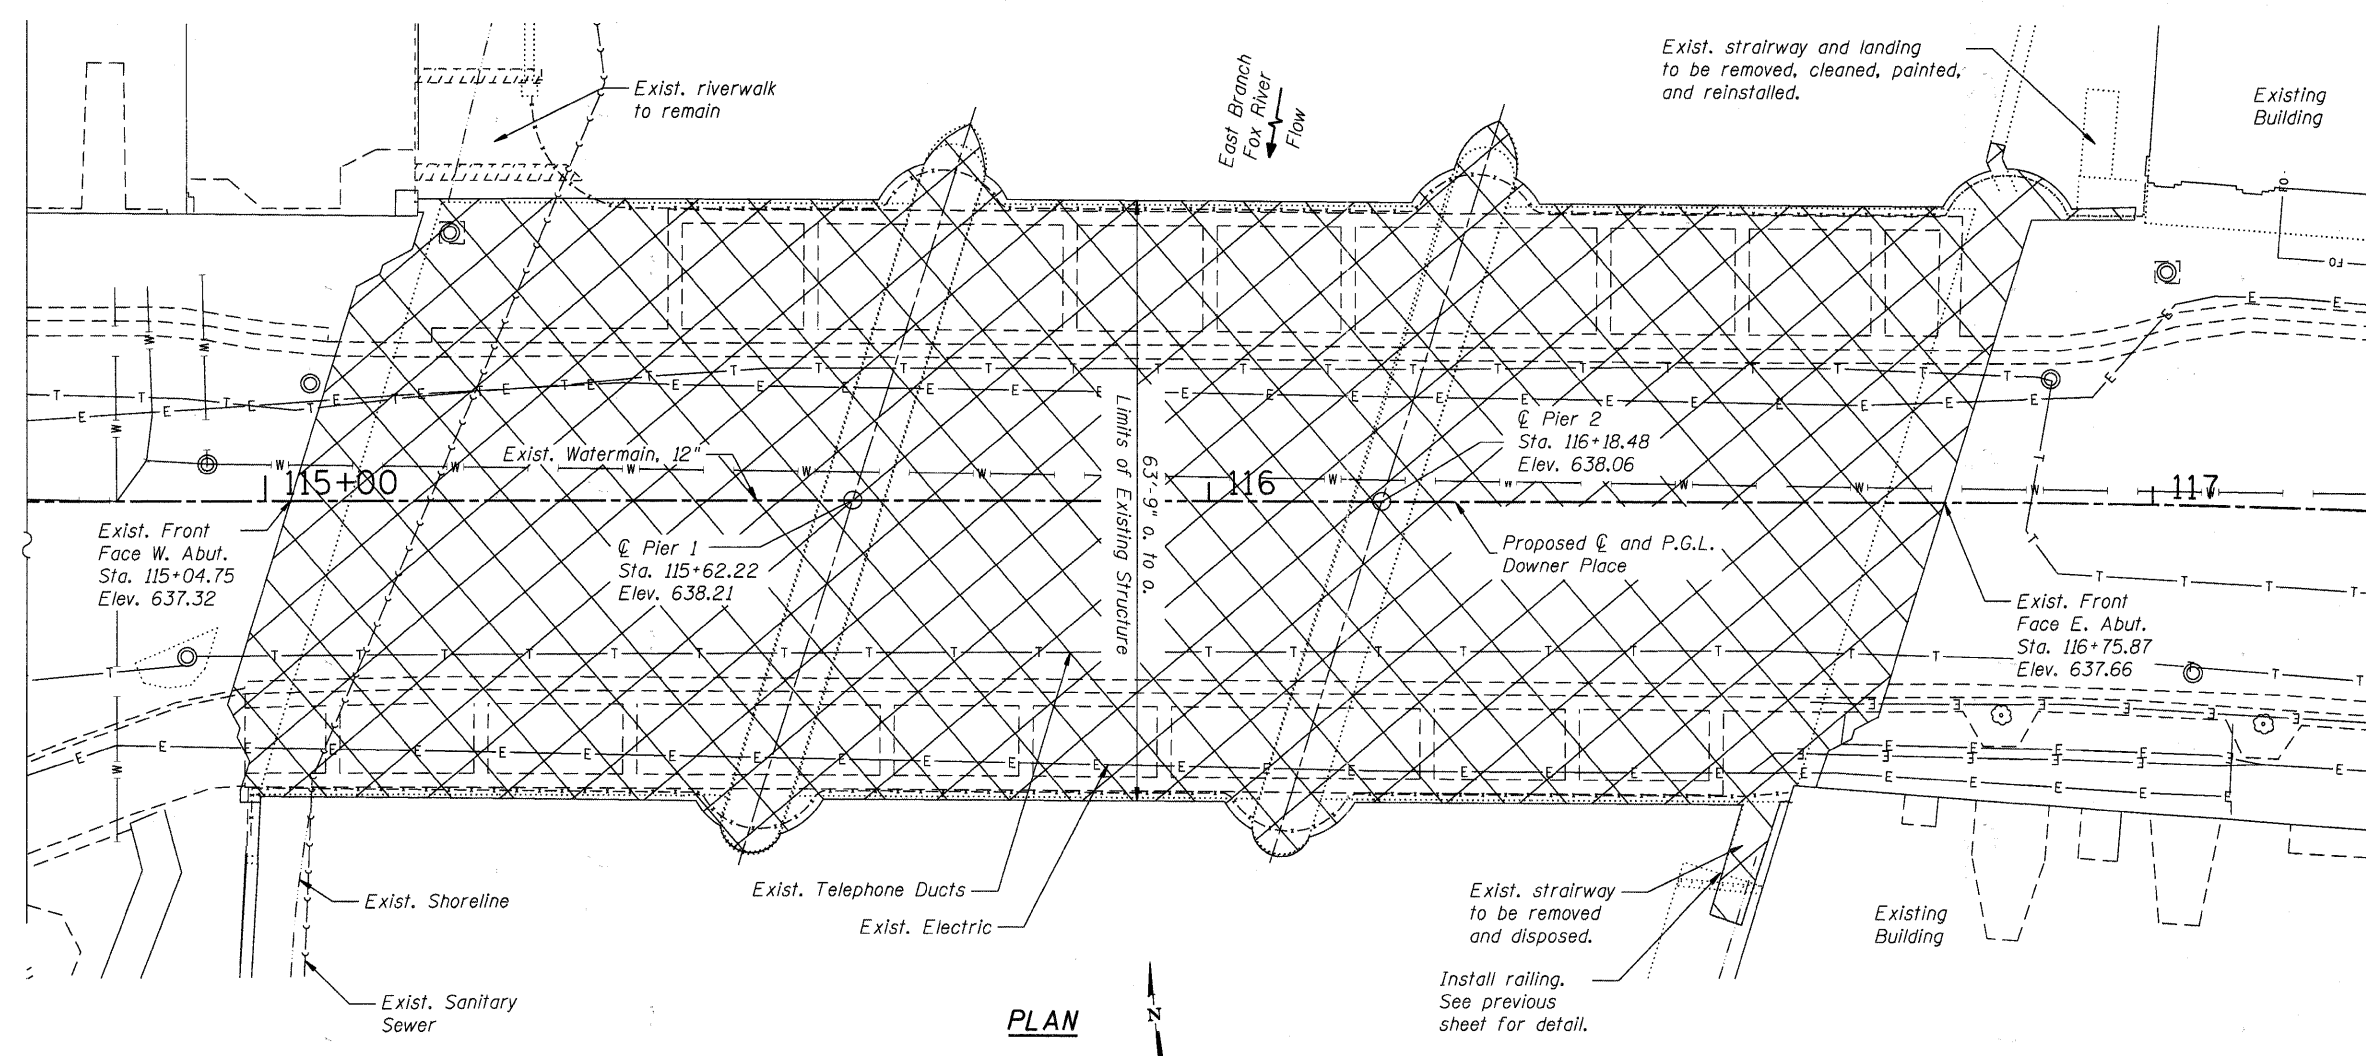 Exist. riverwalk
to remain
East Branch
Fox River
Flow
Exist. strairway and landing
to be removed, cleaned, painted,
and reinstalled.
Existing
Building
FO
FO
Exist. Watermain, 12"
℄ Pier 2
Sta. 116+18.48
Elev. 638.06
115+00
116
117
Exist. Front
Face W. Abut.
Sta. 115+04.75
Elev. 637.32
℄ Pier 1
Sta. 115+62.22
Elev. 638.21
63'-9" o. to o.
Limits of Existing Structure
Proposed ℄ and P.G.L.
Downer Place
Exist. Front
Face E. Abut.
Sta. 116+75.87
Elev. 637.66
Exist. Shoreline
Exist. Telephone Ducts
Exist. Electric
Exist. strairway
to be removed
and disposed.
Existing
Building
Install railing.
See previous
sheet for detail.
Exist. Sanitary
Sewer
PLAN
N